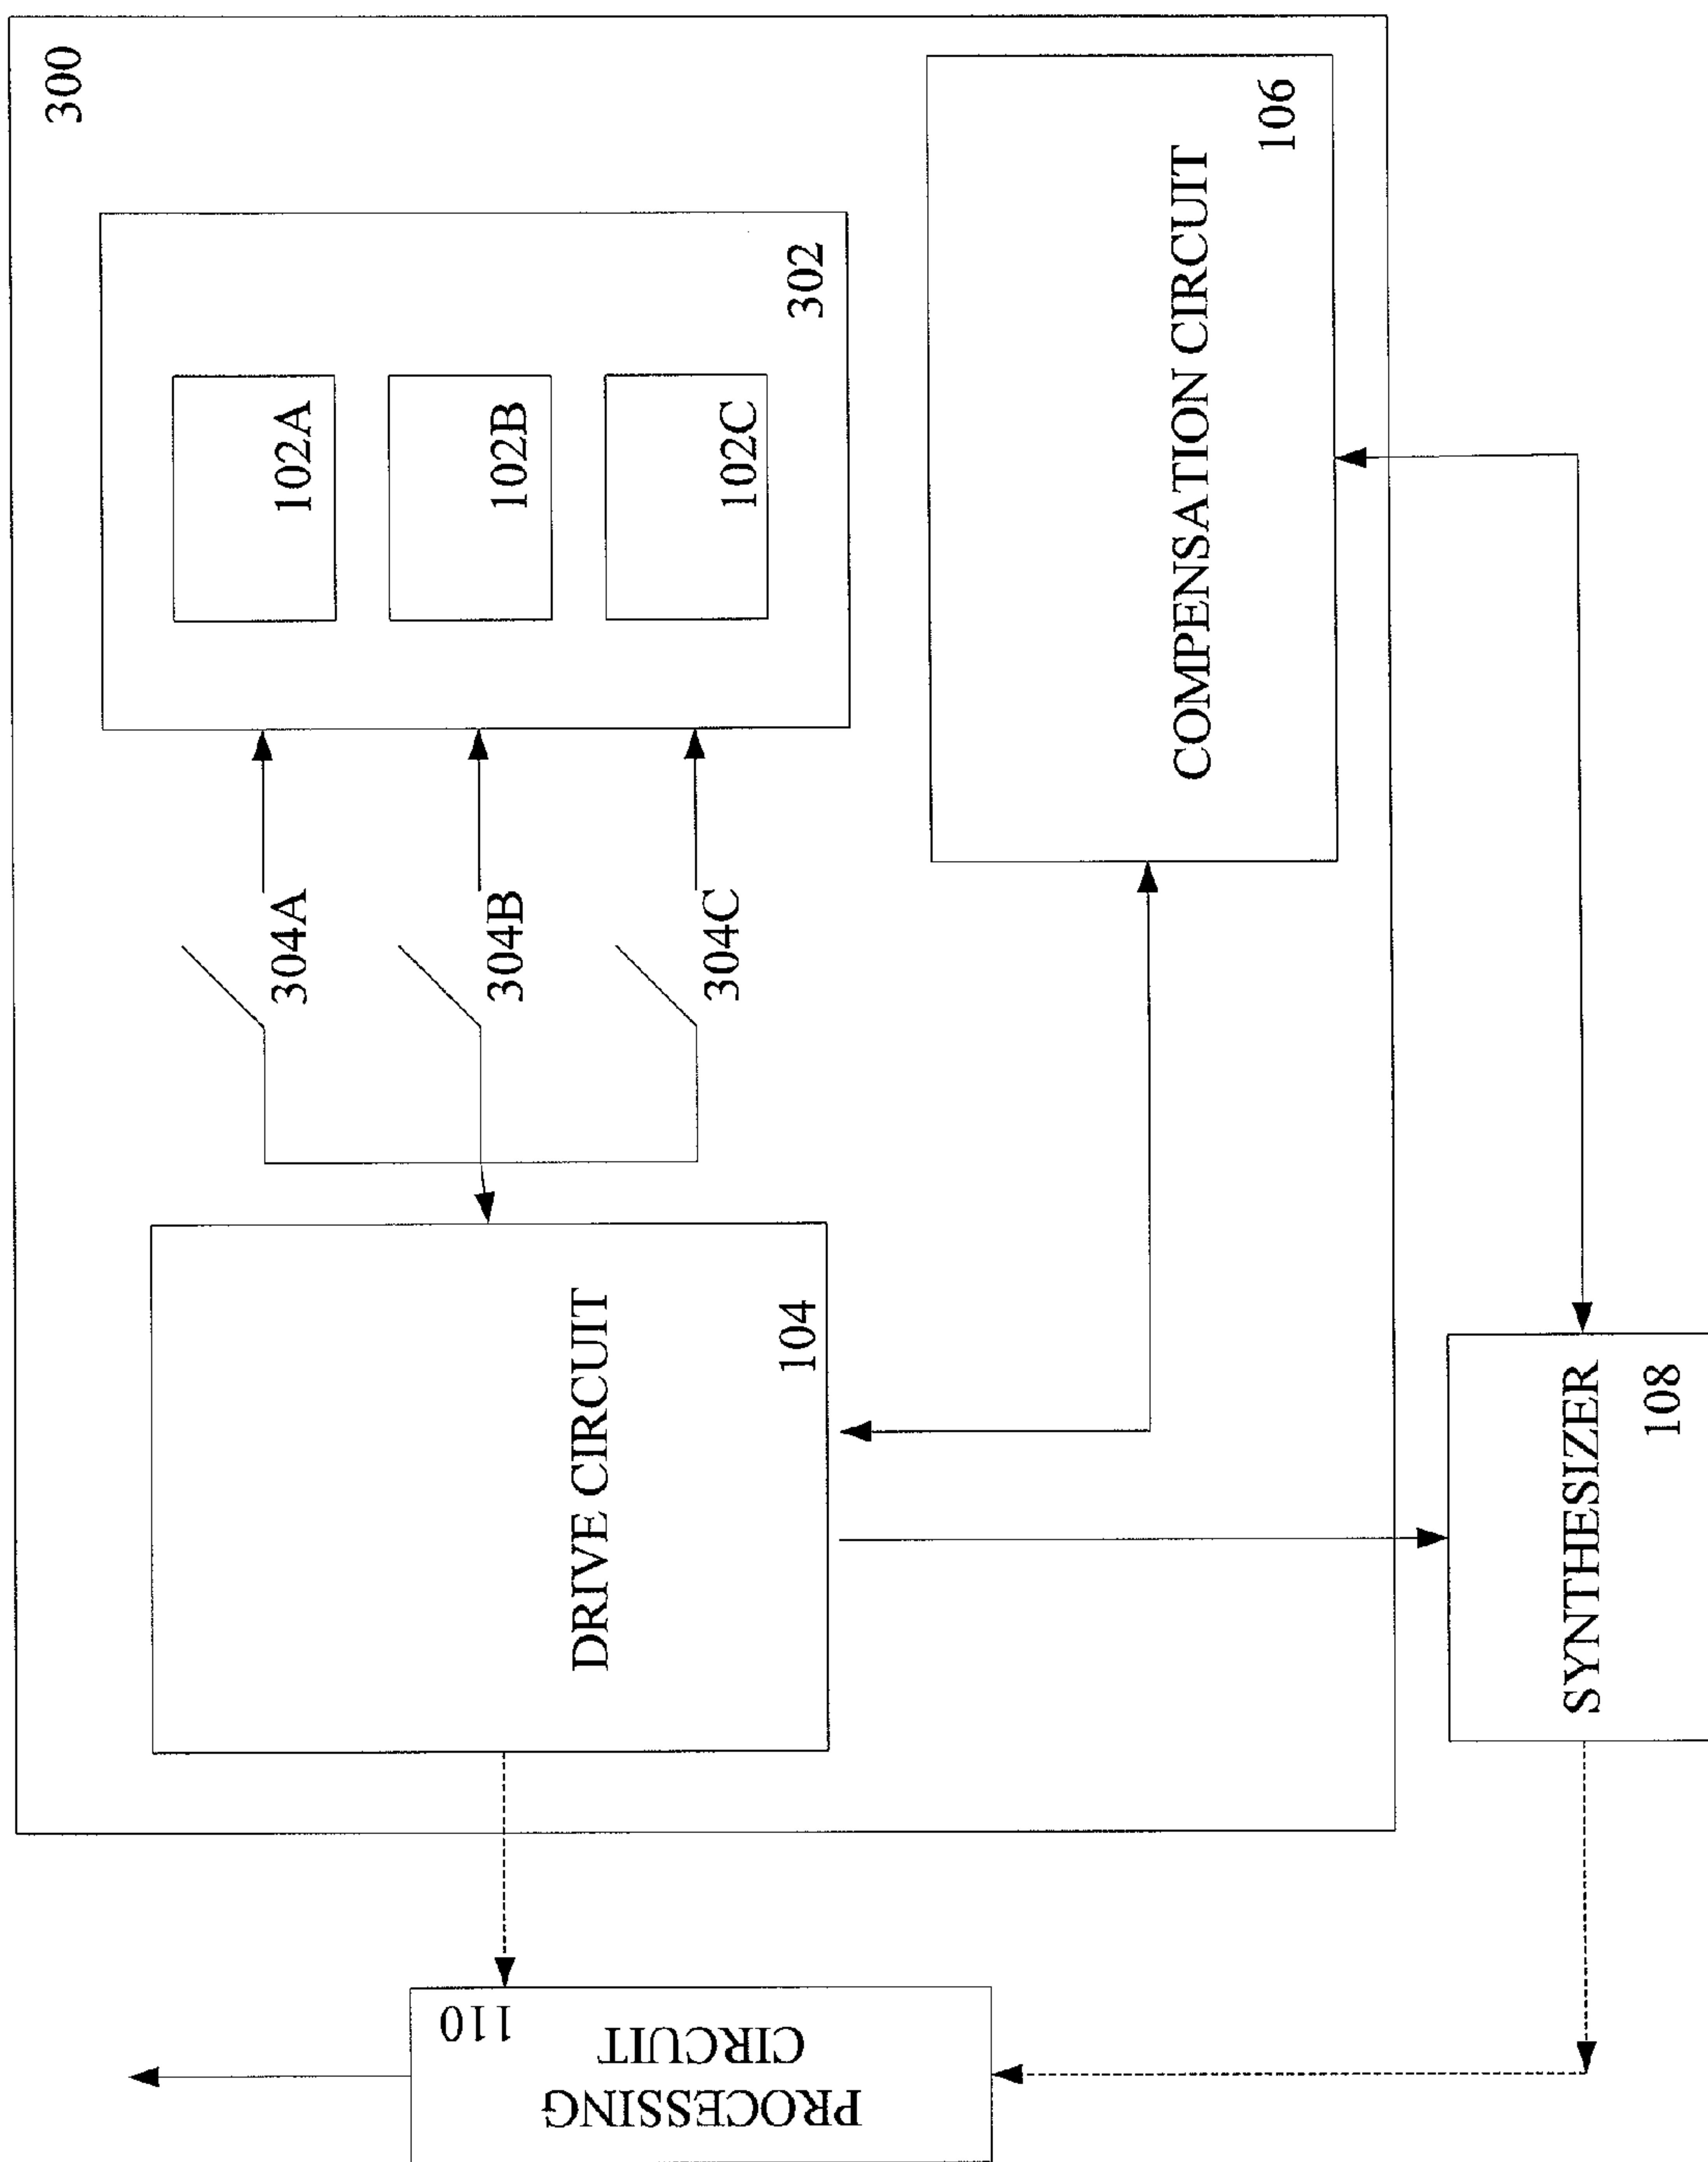 300
302
102A
102B
102C
304A
304B
304C
COMPENSATION CIRCUIT
106
DRIVE CIRCUIT
104
SYNTHESIZER
108
PROCESSING
CIRCUIT
110